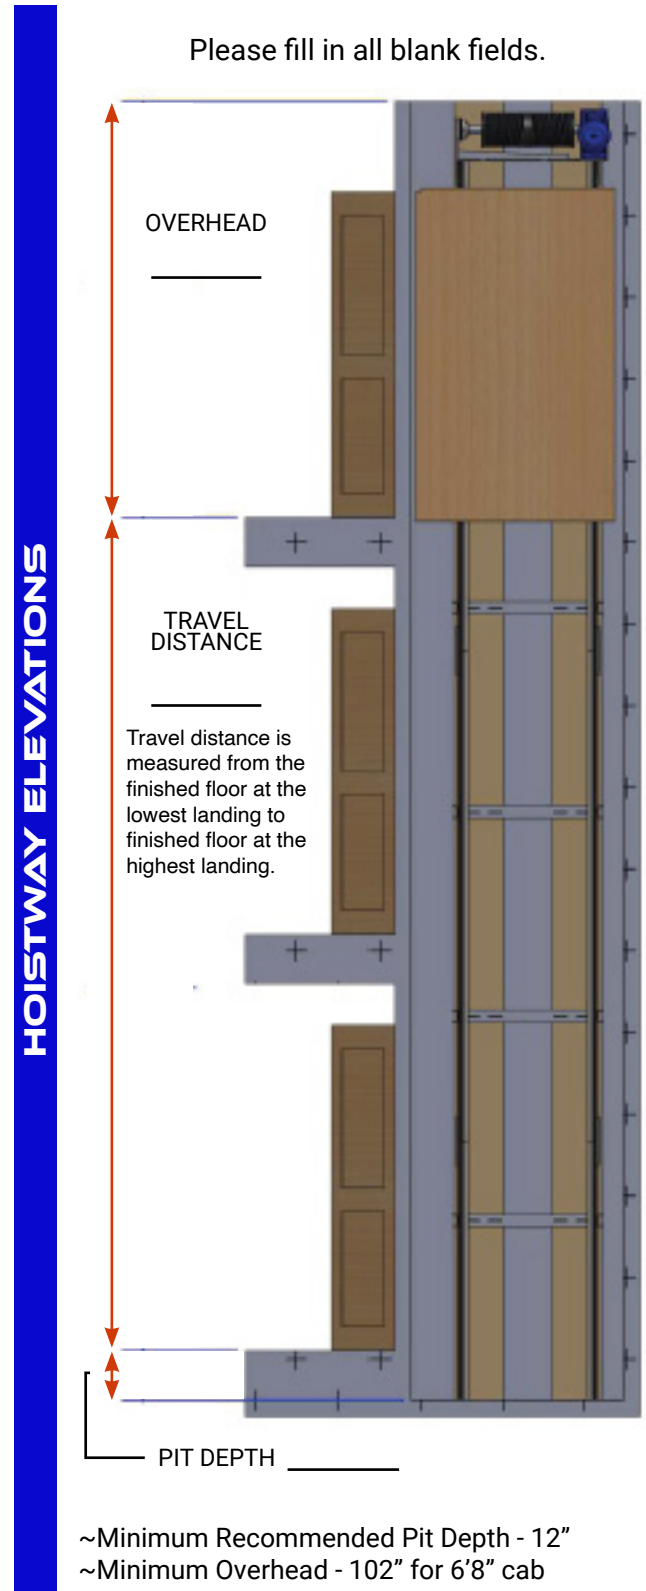 Please fill in all blank fields.
OVERHEAD
TRAVEL
DISTANCE
Travel distance is
measured from the
finished floor at the
lowest landing to
finished floor at the
highest landing.
HOISTWAY ELEVATIONS
PIT DEPTH
~Minimum Recommended Pit Depth - 12”
~Minimum Overhead - 102” for 6’8” cab